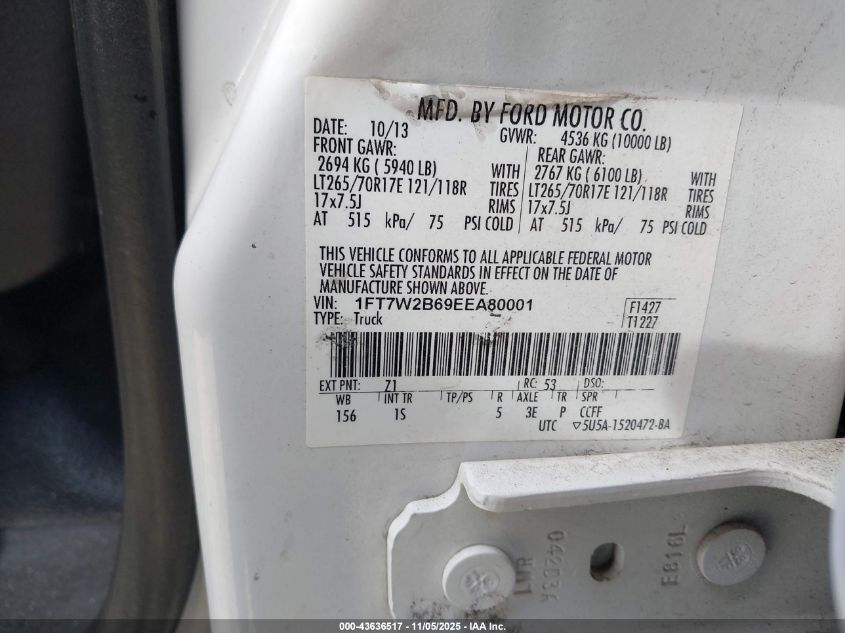 MFD. BY FORD MOTOR CO.
DATE: 10/13 GVWR: 4536 KG (10000 LB)
FRONT GAWR: REAR GAWR:
2694 KG ( 5940 LB) WITH 2767 KG ( 6100 LB) WITH
LT265/70R17E 121/118R TIRES LT265/70R17E 121/118R TIRES
17x7.5J RIMS 17x7.5J RIMS
AT 515 kPa/ 75 PSI COLD AT 515 kPa/ 75 PSI COLD
THIS VEHICLE CONFORMS TO ALL APPLICABLE FEDERAL MOTOR
VEHICLE SAFETY STANDARDS IN EFFECT ON THE DATE OF
MANUFACTURE SHOWN ABOVE.
VIN: 1FT7W2B69EEA80001 F1427
TYPE: Truck T1227
EXT PNT: Z1 RC: 53 DSO:
WB INT TR TP/PS R AXLE TR SPR
156 1S 5 3E P CCFF
UTC ▽5U5A-1520472-BA
LMR
042D3A
E816L
000-43636517 - 11/05/2025 - IAA Inc.